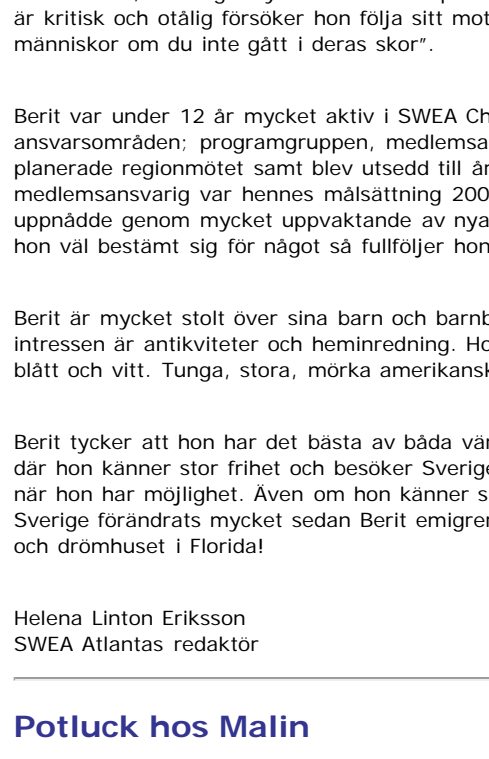 är kritisk och otålig försöker hon följa sitt mot
människor om du inte gått i deras skor".
Berit var under 12 år mycket aktiv i SWEA Ch
ansvarsområden; programgruppen, medlemsa
planerade regionmötet samt blev utsedd till år
medlemsansvarig var hennes målsättning 200
uppnådde genom mycket uppvaktande av nya
hon väl bestämt sig för något så fullföljer hon
Berit är mycket stolt över sina barn och barnb
intressen är antikviteter och heminredning. Ho
blått och vitt. Tunga, stora, mörka amerikansk
Berit tycker att hon har det bästa av båda vär
där hon känner stor frihet och besöker Sverige
när hon har möjlighet. Även om hon känner s
Sverige förändrats mycket sedan Berit emigrer
och drömhuset i Florida!
Helena Linton Eriksson
SWEA Atlantas redaktör
Potluck hos Malin